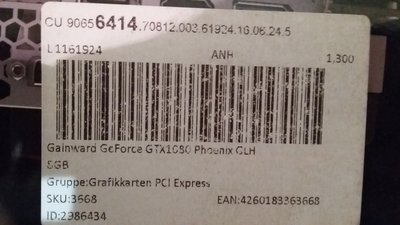 CU 90656414.70812.003.61924.16.06.24.5
L1161924 ANH 1,300
Gainward GeForce GTX1080 Phoenix GLH
8GB
Gruppe:Grafikkarten PCI Express
SKU:3668 EAN:4260183363668
ID:2986434